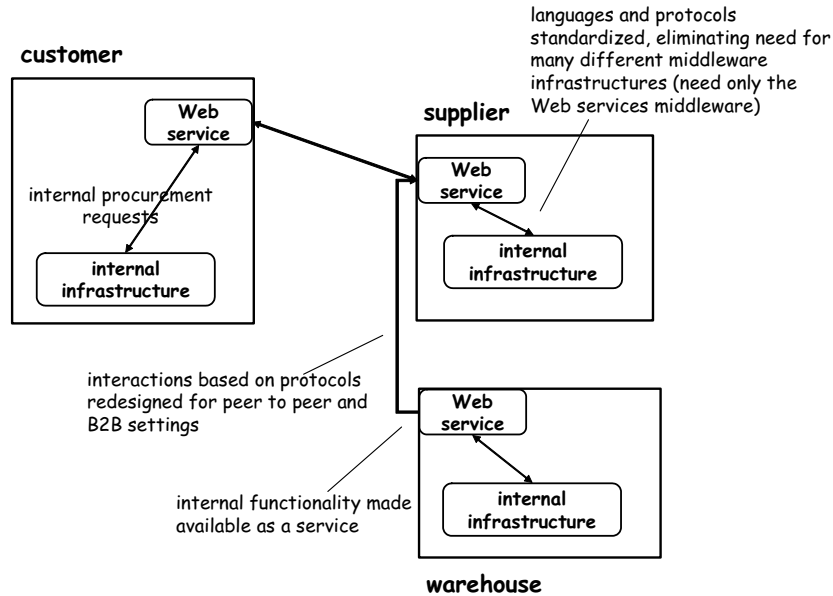 languages and protocols
standardized, eliminating need for
many different middleware
infrastructures (need only the
Web services middleware)
customer
Web
service
internal procurement
requests
internal
infrastructure
supplier
Web
service
internal
infrastructure
interactions based on protocols
redesigned for peer to peer and
B2B settings
Web
service
internal functionality made
available as a service
internal
infrastructure
warehouse